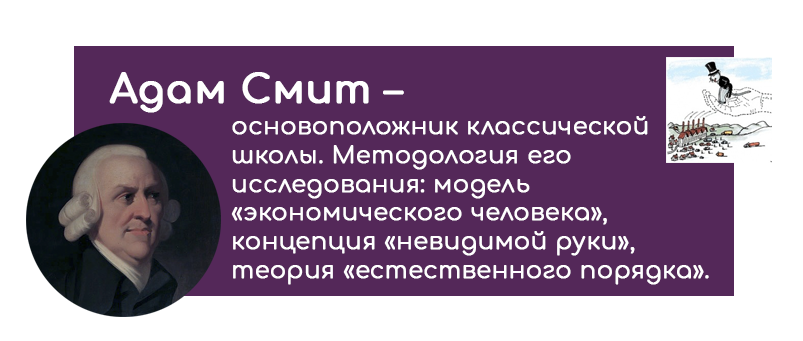 Адам Смит –
основоположник классической
школы. Методология его
исследования: модель
«экономического человека»,
концепция «невидимой руки»,
теория «естественного порядка».